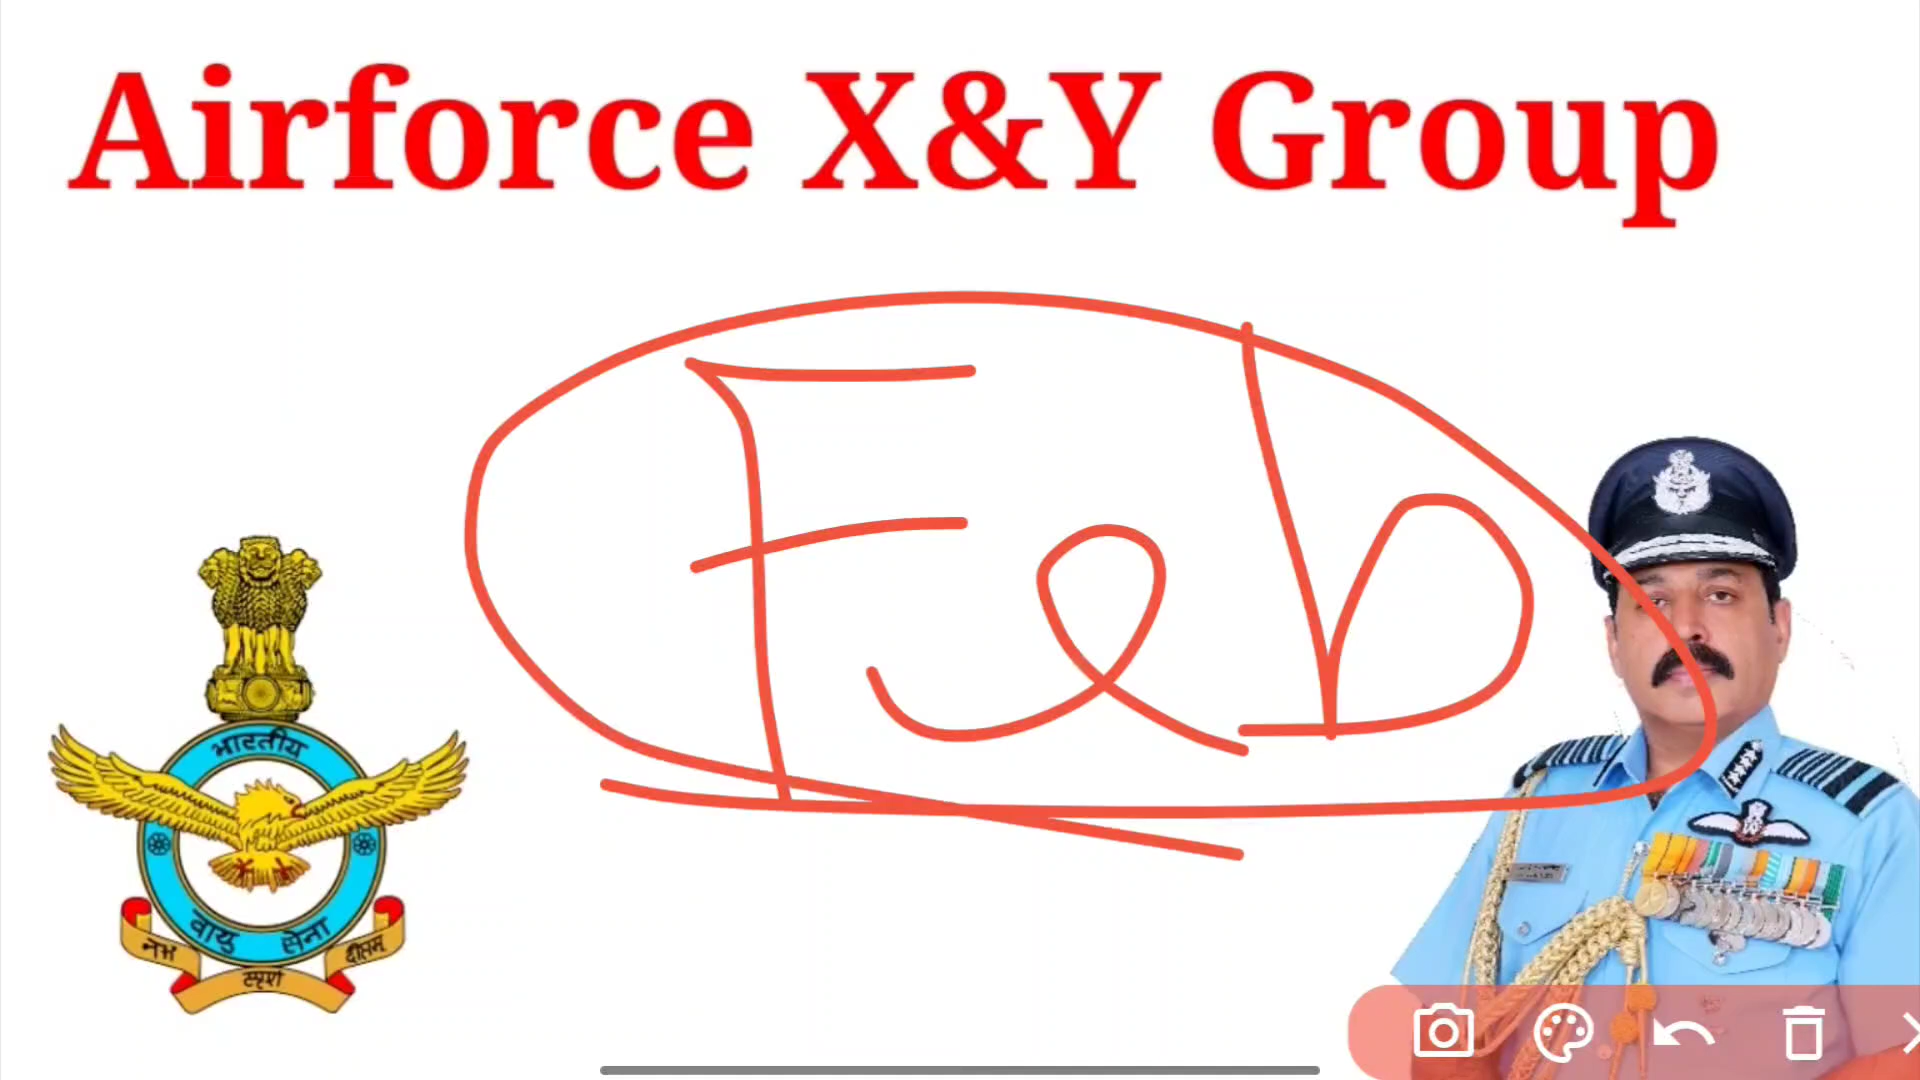 Airforce X&Y Group
Feb
भारतीय
वायु सेना
नभ स्पृशं दीप्तम्